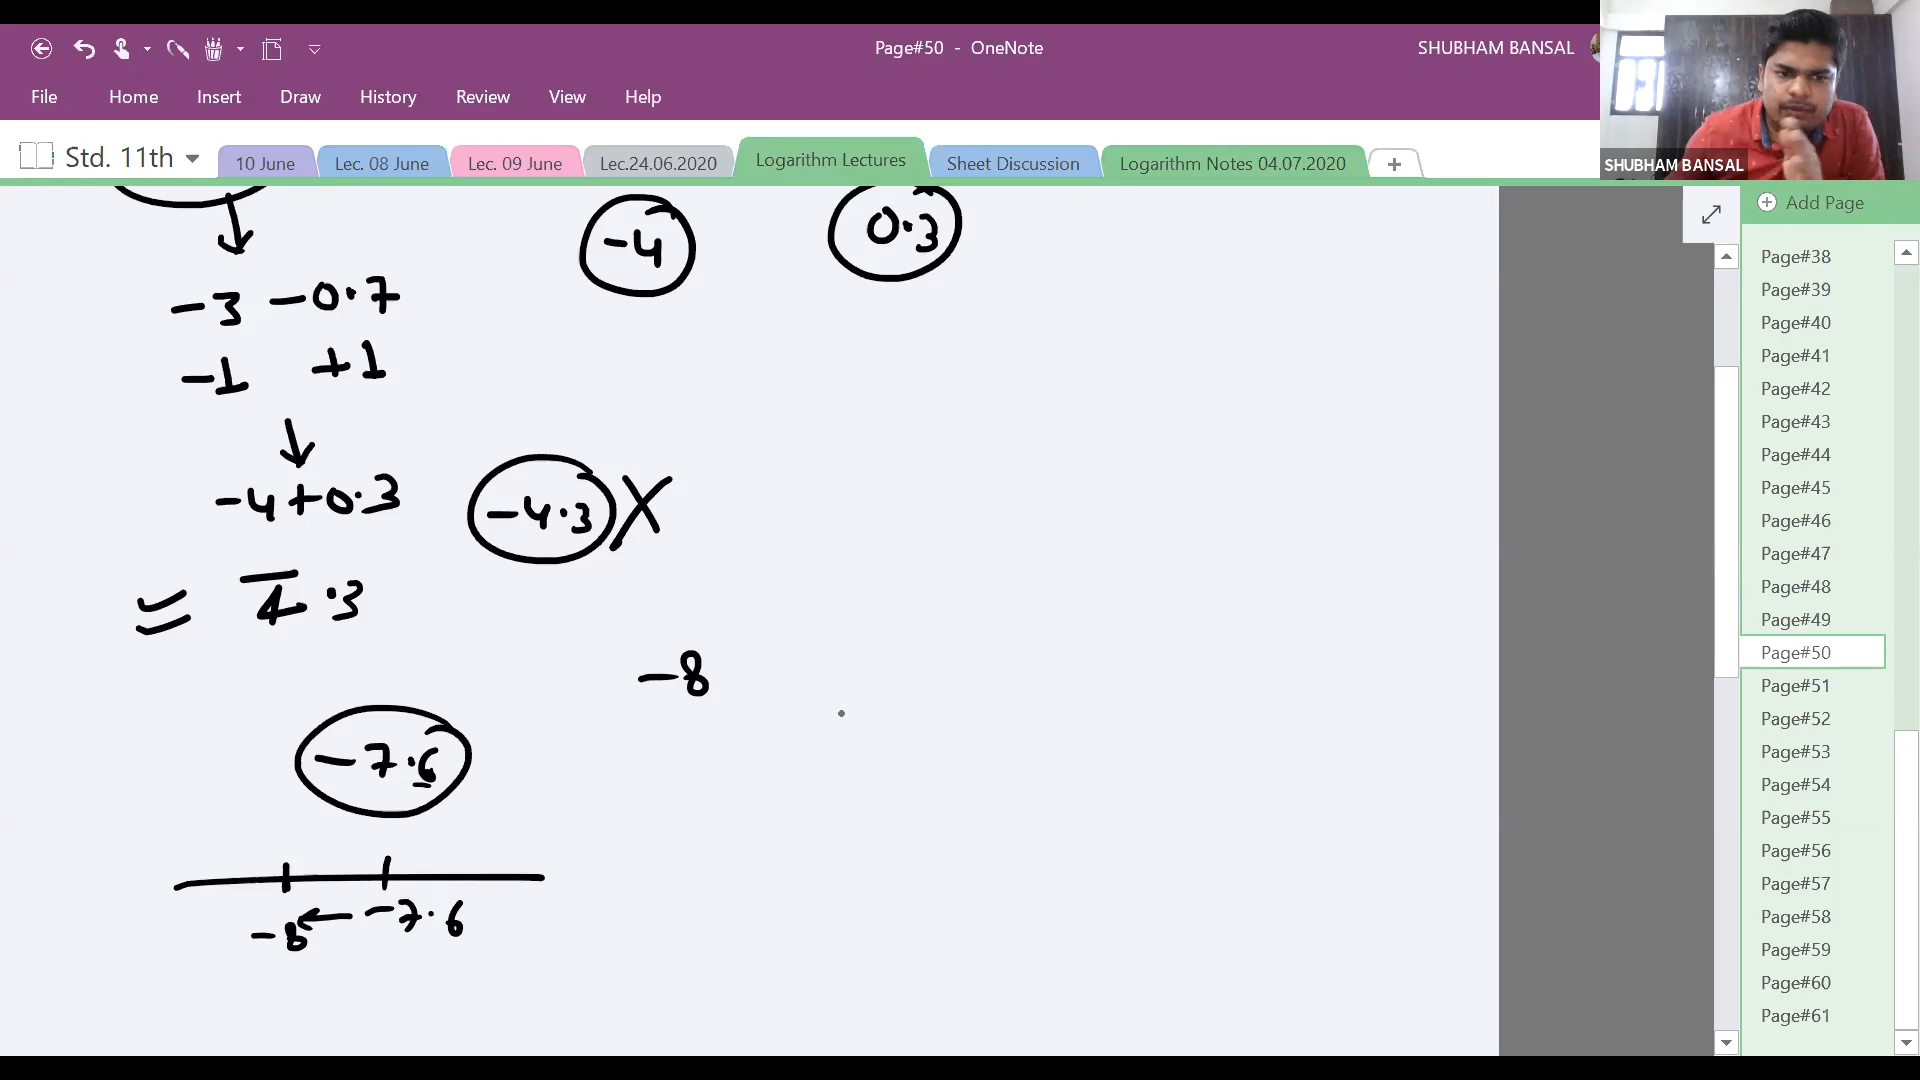 Page#50 - OneNote
SHUBHAM BANSAL
File Home Insert Draw History Review View Help
Std. 11th
10 June
Lec. 08 June
Lec. 09 June
Lec.24.06.2020
Logarithm Lectures
Sheet Discussion
Logarithm Notes 04.07.2020
+
SHUBHAM BANSAL
-4
0.3
-3 -0.7
-1 +1
-4+0.3
-4.3 X
= 4̅.3
-8
-7.6
-8 ← -7.6
Add Page
Page#38
Page#39
Page#40
Page#41
Page#42
Page#43
Page#44
Page#45
Page#46
Page#47
Page#48
Page#49
Page#50
Page#51
Page#52
Page#53
Page#54
Page#55
Page#56
Page#57
Page#58
Page#59
Page#60
Page#61